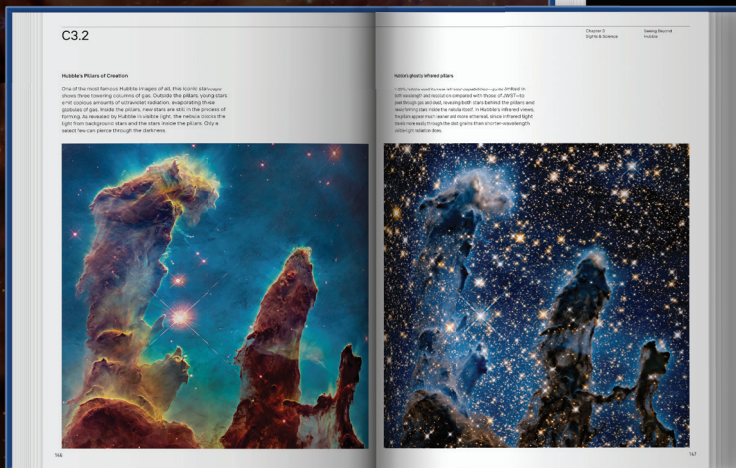 C3.2
Chapter 3
Sights & Science
Seeing Beyond
Hubble
Hubble's Pillars of Creation
One of the most famous Hubble images of all, this iconic starscape
shows three towering columns of gas. Outside the pillars, young stars
emit copious amounts of ultraviolet radiation, evaporating these
globules of gas. Inside the pillars, new stars are still in the process of
forming. As revealed by Hubble in visible light, the nebula blocks the
light from background stars and the stars inside the pillars. Only a
select few can pierce through the darkness.
Hubble's ghostly infrared pillars
limited in
both wavelength and resolution compared with those of JWST—to
peer through gas and dust, revealing both stars behind the pillars and
newly forming stars inside the nebula itself. In Hubble's infrared views,
the pillars appear much leaner and more ethereal, since infrared light
travels more easily through the dust grains than shorter-wavelength
visible-light radiation does.
146
147